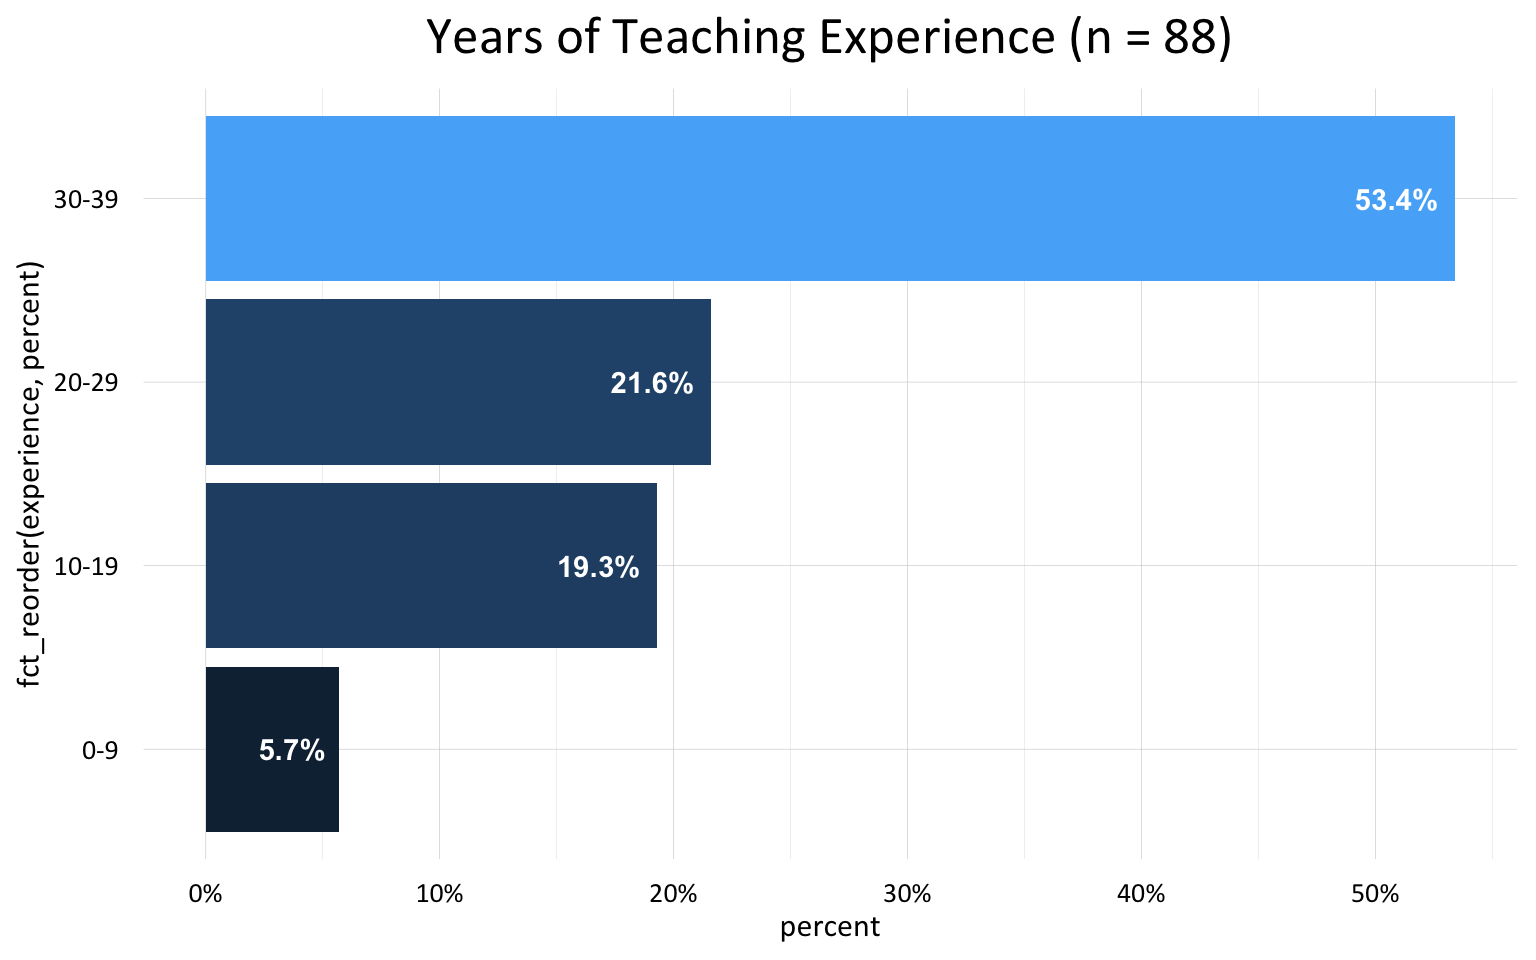 Years of Teaching Experience (n = 88)
fct_reorder(experience, percent)
30-39
53.4%
20-29
21.6%
10-19
19.3%
0-9
5.7%
0% 10% 20% 30% 40% 50%
percent